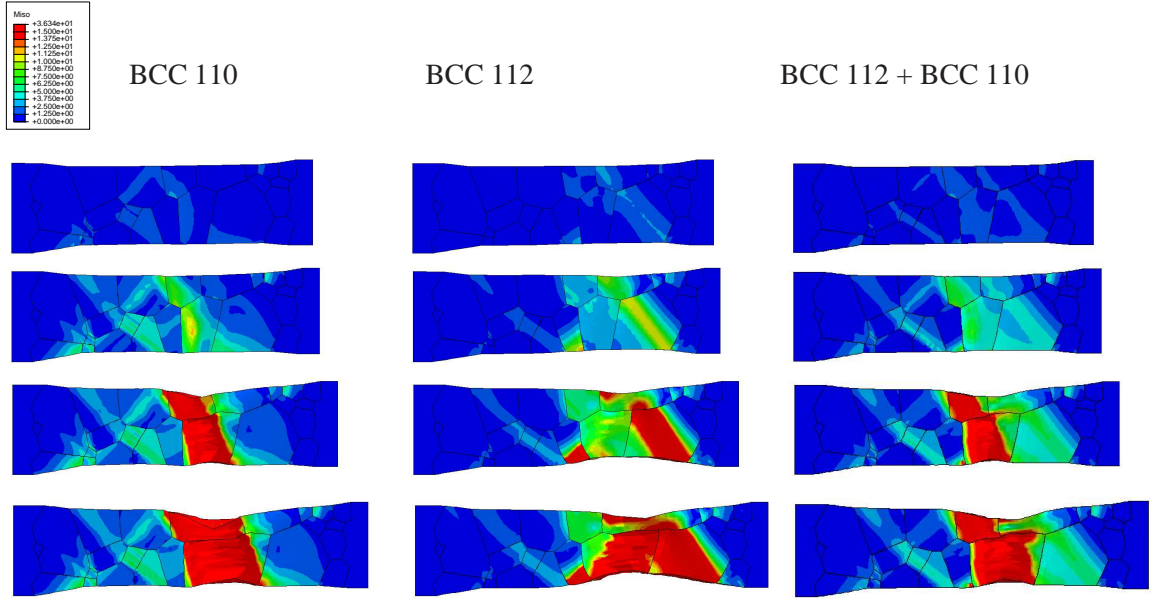 Miso
+3.634e+01
+1.500e+01
+1.375e+01
+1.250e+01
+1.125e+01
+1.000e+01
+8.750e+00
+7.500e+00
+6.250e+00
+5.000e+00
+3.750e+00
+2.500e+00
+1.250e+00
+0.000e+00
BCC 110
BCC 112
BCC 112 + BCC 110